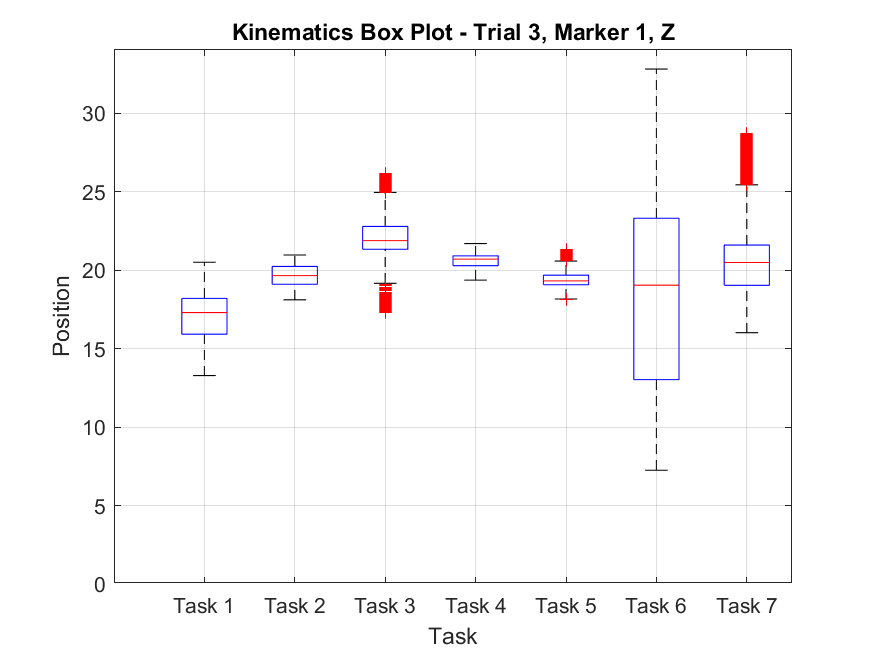 Kinematics Box Plot - Trial 3, Marker 1, Z
Position
30
25
20
15
10
5
0
Task 1 Task 2 Task 3 Task 4 Task 5 Task 6 Task 7
Task